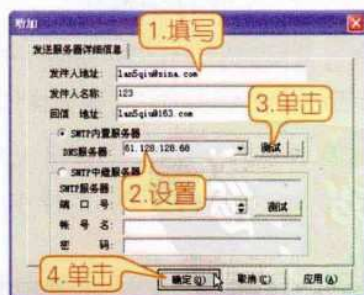 增加
1.填写
发送服务器详细信息
发件人地址: lan5qiu@sina.com
发件人名称: 123
回信 地址: lan5qiu@163.com
3.单击
SMTP内置服务器
DNS服务器: 61.128.128.68 测试
2.设置
SMTP中继服务器
SMTP服务器:
端 口 号: 测试
帐 号 名:
密 码:
4.单击
确定(O) 取消(C) 应用(A)